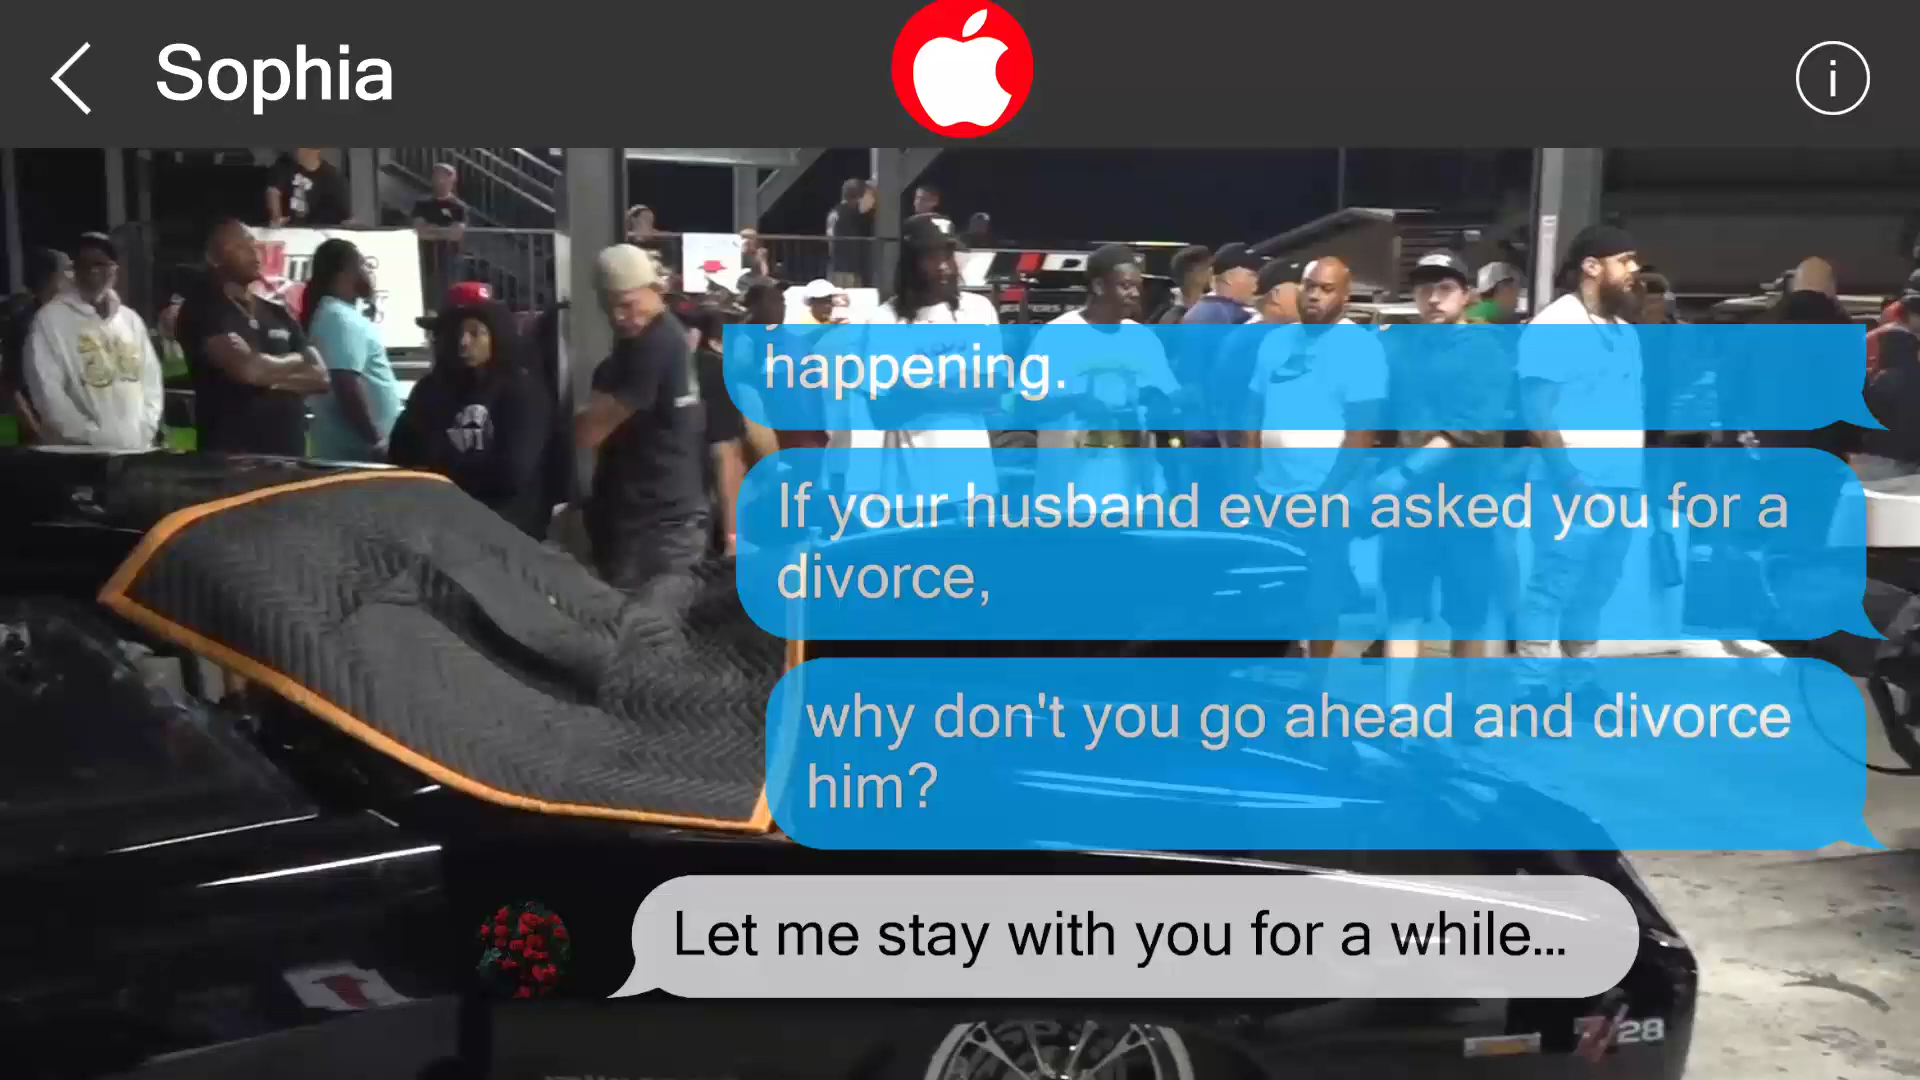 Sophia
happening.
If your husband even asked you for a
divorce,
why don't you go ahead and divorce
him?
Let me stay with you for a while...
Z/28